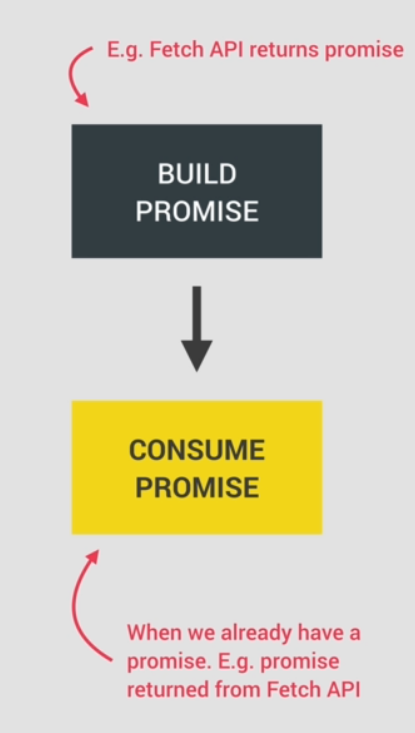 E.g. Fetch API returns promise
BUILD
PROMISE
CONSUME
PROMISE
When we already have a
promise. E.g. promise
returned from Fetch API